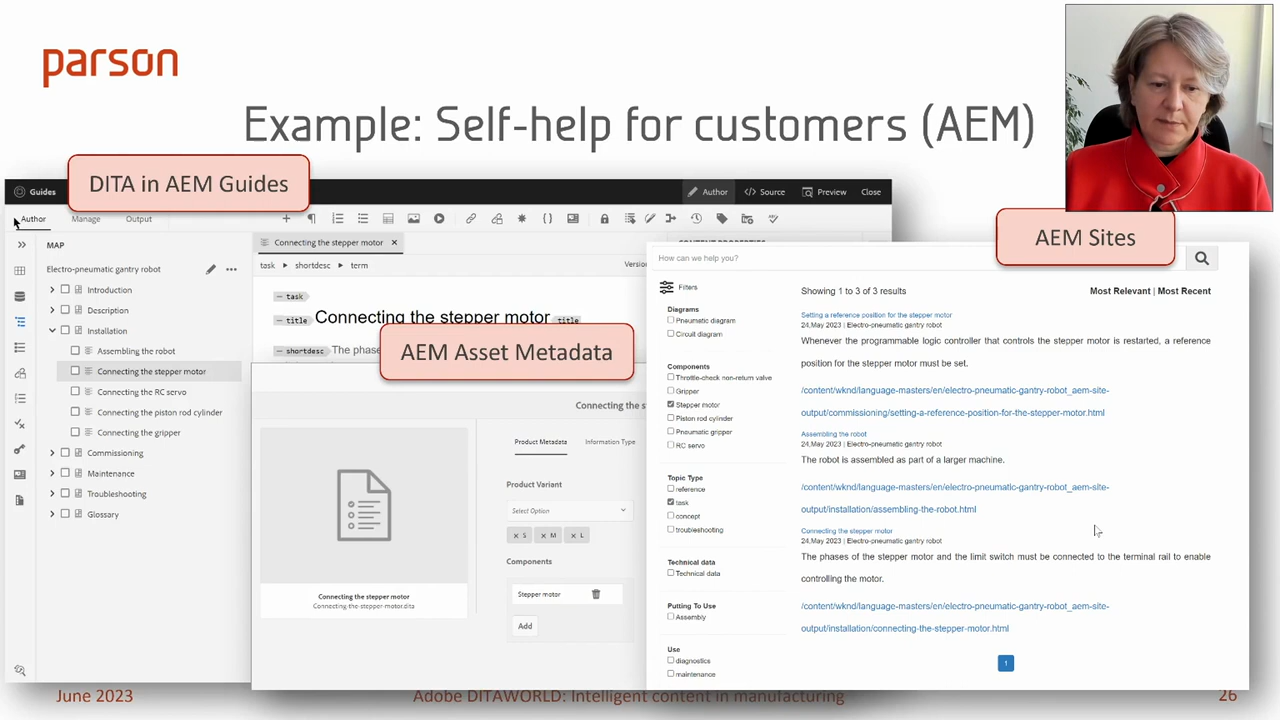 parson
Example: Self-help for customers (AEM)
DITA in AEM Guides
Guides
Author
Source
Preview
Close
Author
Manage
Output
MAP
Electro-pneumatic gantry robot
Introduction
Description
Installation
Assembling the robot
Connecting the stepper motor
Connecting the RC servo
Connecting the piston rod cylinder
Connecting the gripper
Commissioning
Maintenance
Troubleshooting
Glossary
Connecting the stepper motor
task shortdesc term
task
title Connecting the stepper motor title
shortdesc The phase
AEM Asset Metadata
Connecting the s
Product Metadata
Information Type
Product Variant
Select Option
× S × M × L
Components
Stepper motor
Add
Connecting the stepper motor
Connecting-the-stepper-motor.dita
AEM Sites
How can we help you?
Filters
Diagrams
Pneumatic diagram
Circuit diagram
Components
Throttle-check non-return valve
Gripper
Stepper motor
Piston rod cylinder
Pneumatic gripper
RC servo
Topic Type
reference
task
concept
troubleshooting
Technical data
Technical data
Putting To Use
Assembly
Use
diagnostics
maintenance
Showing 1 to 3 of 3 results
Most Relevant | Most Recent
Setting a reference position for the stepper motor
24,May 2023 | Electro-pneumatic gantry robot
Whenever the programmable logic controller that controls the stepper motor is restarted, a reference
position for the stepper motor must be set.
/content/wknd/language-masters/en/electro-pneumatic-gantry-robot_aem-site-
output/commissioning/setting-a-reference-position-for-the-stepper-motor.html
Assembling the robot
24,May 2023 | Electro-pneumatic gantry robot
The robot is assembled as part of a larger machine.
/content/wknd/language-masters/en/electro-pneumatic-gantry-robot_aem-site-
output/installation/assembling-the-robot.html
Connecting the stepper motor
24,May 2023 | Electro-pneumatic gantry robot
The phases of the stepper motor and the limit switch must be connected to the terminal rail to enable
controlling the motor.
/content/wknd/language-masters/en/electro-pneumatic-gantry-robot_aem-site-
output/installation/connecting-the-stepper-motor.html
1
June 2023
Adobe DITAWORLD: Intelligent content in manufacturing
26